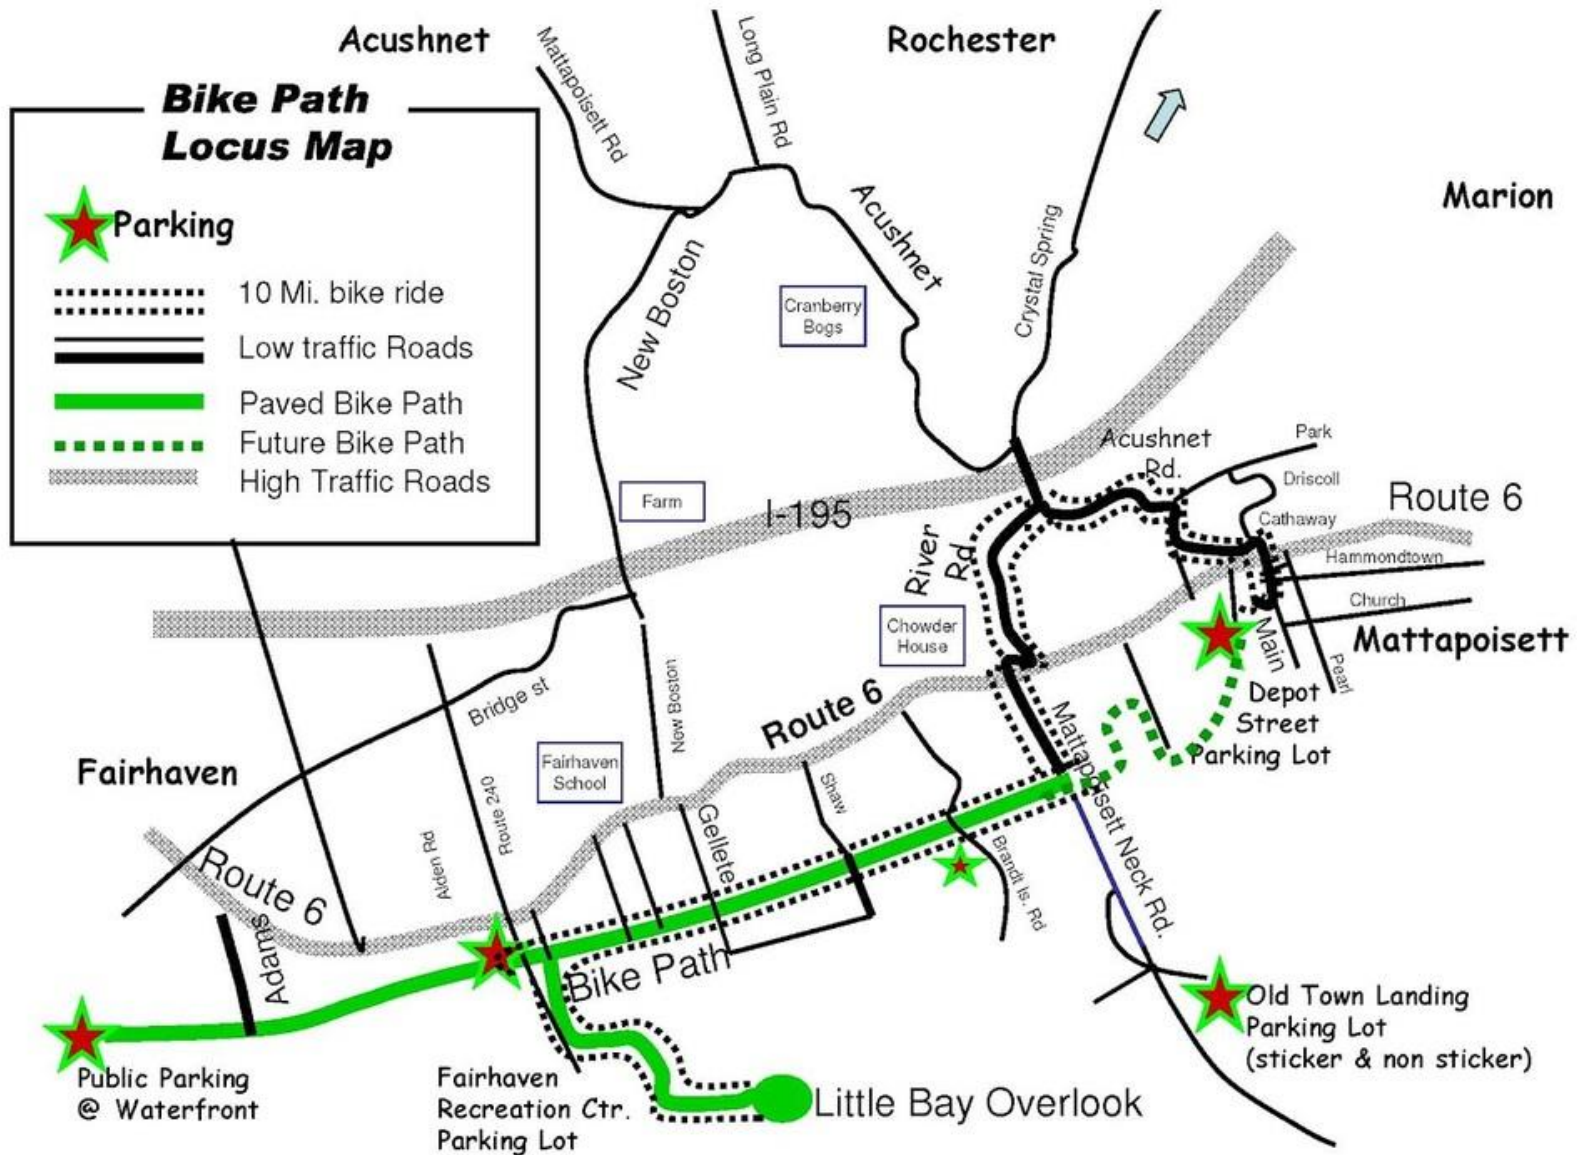 Acushnet
Rochester
Mattapoisett Rd
Long Plain Rd
Bike Path
Locus Map
Parking
10 Mi. bike ride
Low traffic Roads
Paved Bike Path
Future Bike Path
High Traffic Roads
Marion
Acushnet
Crystal Spring
New Boston
Cranberry
Bogs
Acushnet
Rd.
Park
Driscoll
Route 6
Cathaway
Hammondtown
Church
Farm
I-195
River
Rd
Chowder
House
Mattapoisett
Main
Pearl
Depot
Street
Parking Lot
Bridge st
New Boston
Route 6
Fairhaven
Fairhaven
School
Mattapoisett Neck Rd.
Shaw
Gellete
Route 240
Alden Rd
Route 6
Brandt Is. Rd
Adams
Bike Path
Old Town Landing
Parking Lot
(sticker & non sticker)
Public Parking
@ Waterfront
Fairhaven
Recreation Ctr.
Parking Lot
Little Bay Overlook